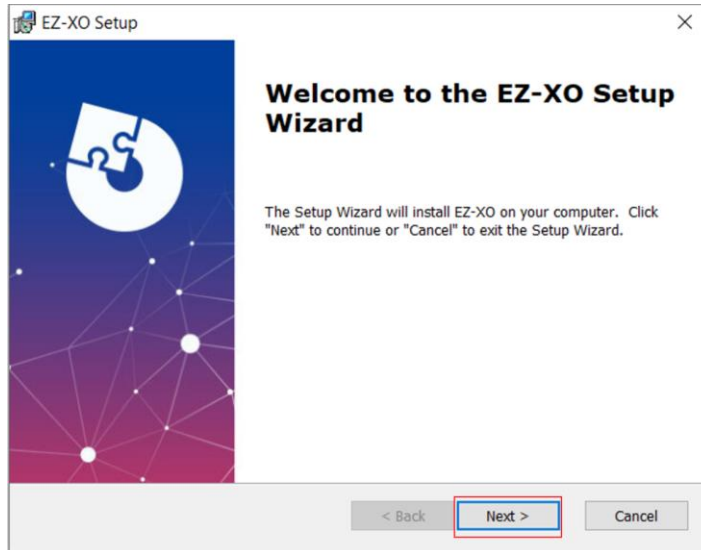 EZ-XO Setup
Welcome to the EZ-XO Setup
Wizard
The Setup Wizard will install EZ-XO on your computer. Click
"Next" to continue or "Cancel" to exit the Setup Wizard.
< Back Next > Cancel